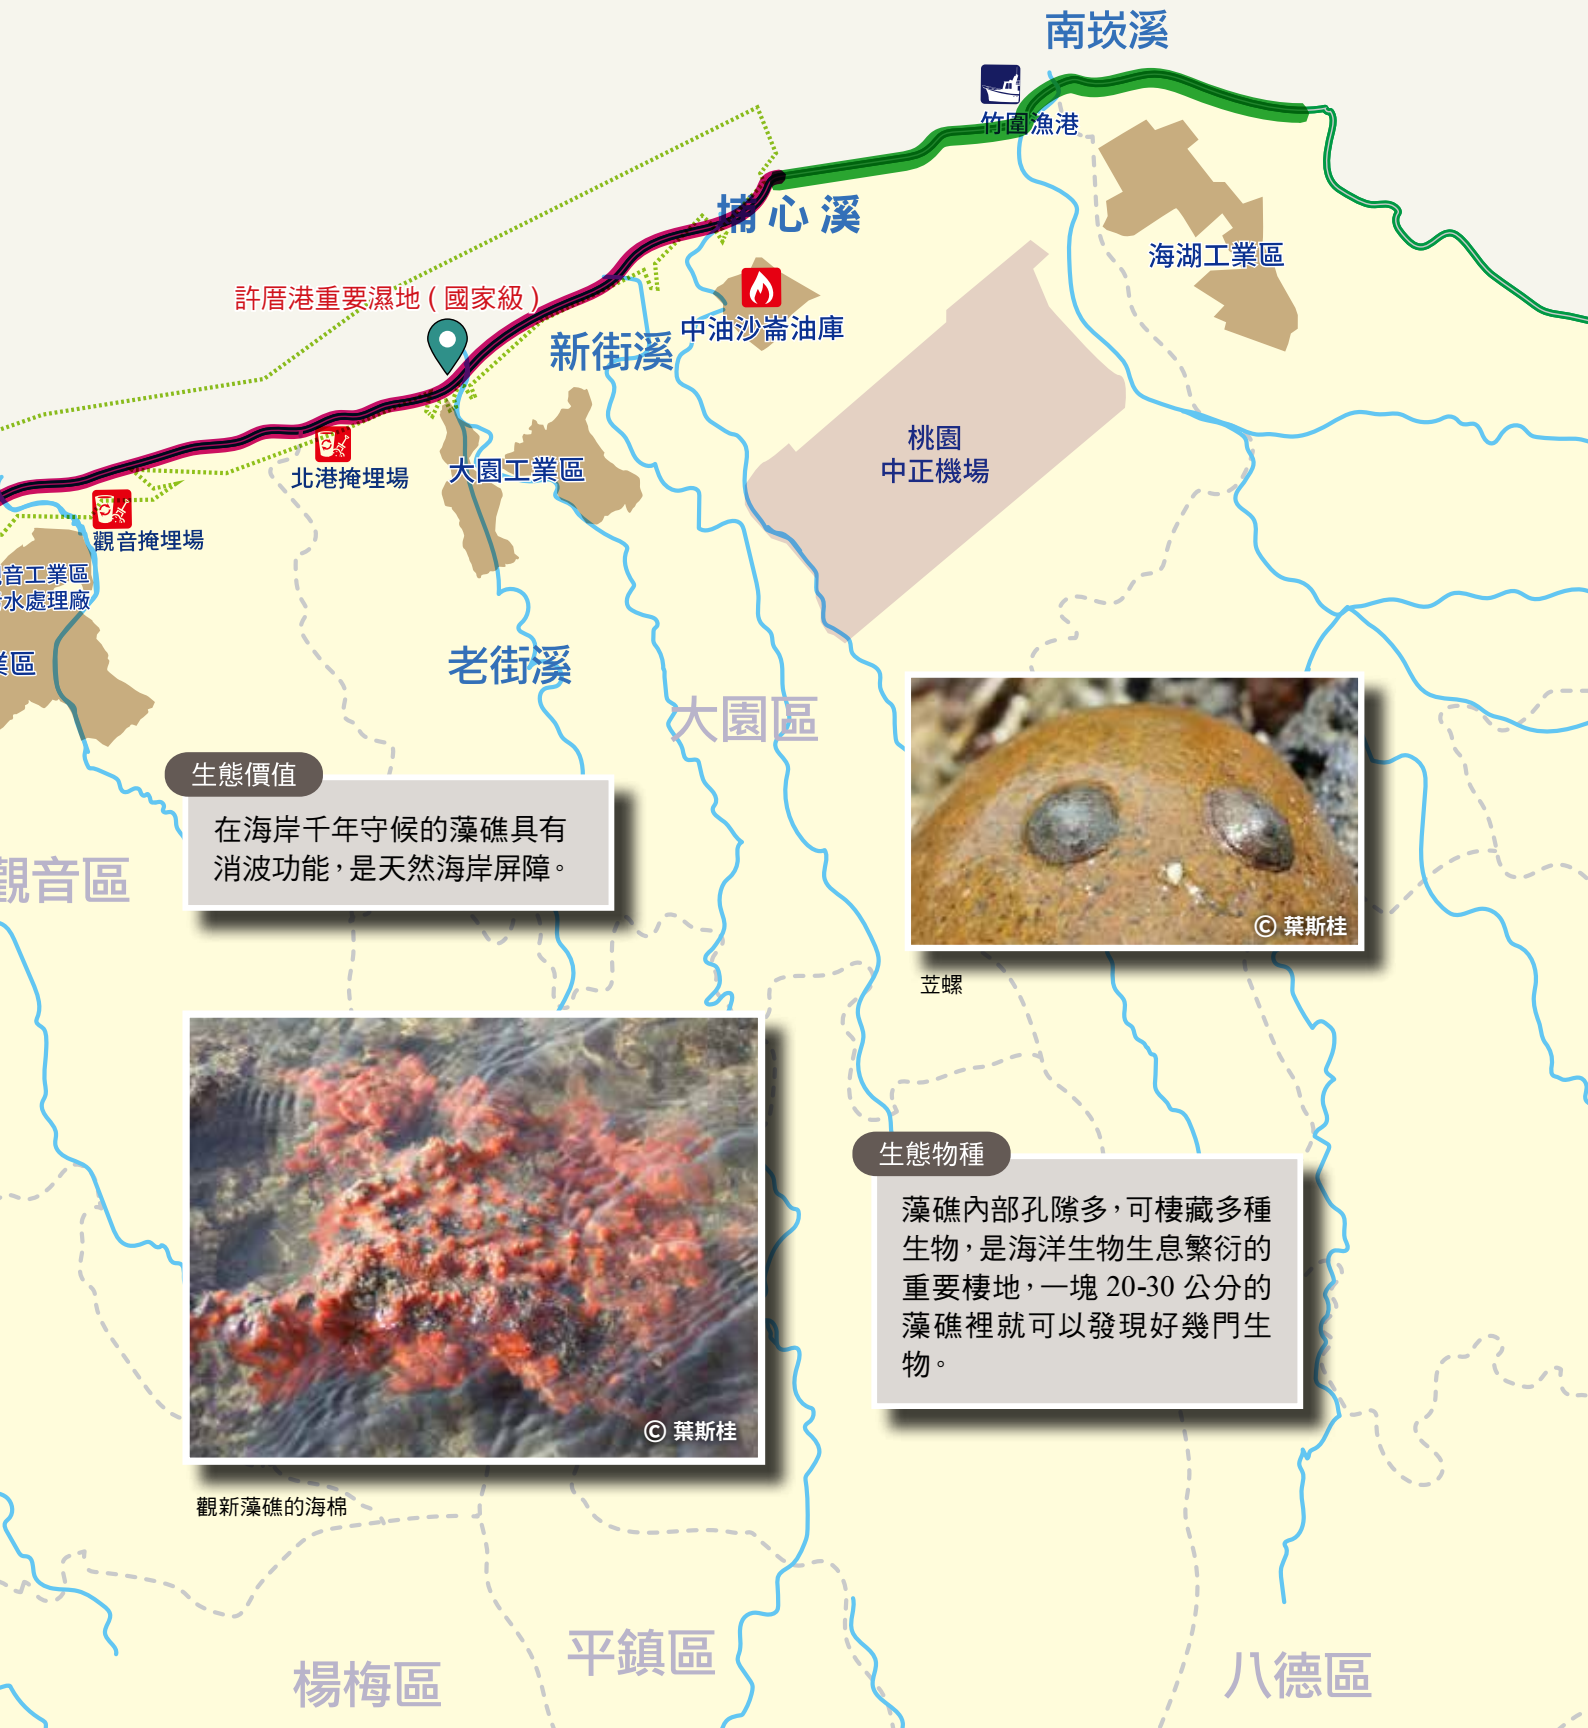 南崁溪
竹圍漁港
埔心溪
海湖工業區
許厝港重要濕地 ( 國家級 )
新街溪
中油沙崙油庫
桃園
中正機場
北港掩埋場
大園工業區
觀音掩埋場
音工業區
水處理廠
老街溪
業區
大園區
生態價值
在海岸千年守候的藻礁具有
消波功能，是天然海岸屏障。
觀音區
© 葉斯桂
苙螺
生態物種
藻礁內部孔隙多，可棲藏多種
生物，是海洋生物生息繁衍的
重要棲地，一塊 20-30 公分的
藻礁裡就可以發現好幾門生
物。
© 葉斯桂
觀新藻礁的海棉
楊梅區
平鎮區
八德區